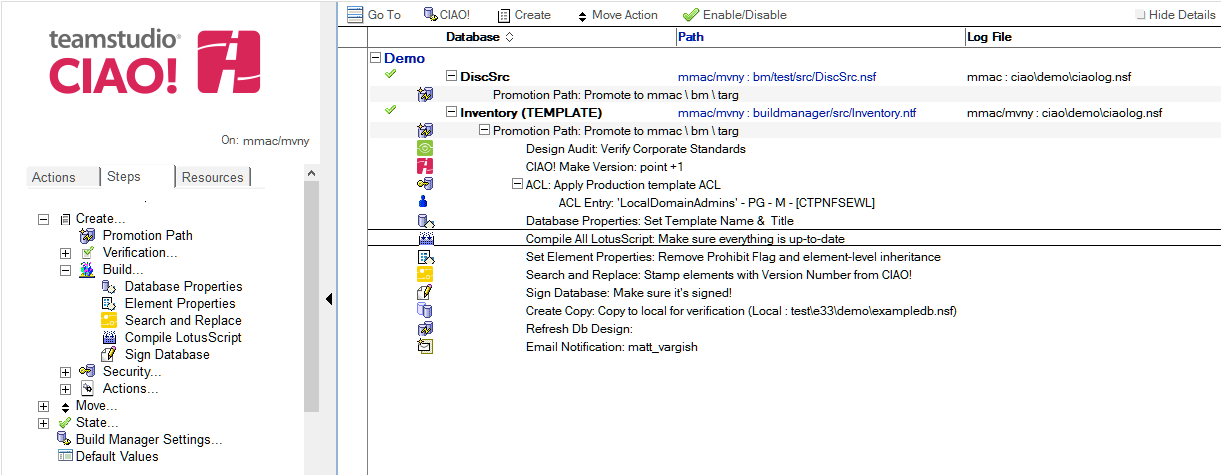 teamstudio®
CIAO!
On: mmac/mvny
Actions
Steps
Resources
Create...
Promotion Path
Verification...
Build...
Database Properties
Element Properties
Search and Replace
Compile LotusScript
Sign Database
Security...
Actions...
Move...
State...
Build Manager Settings...
Default Values
Go To CIAO! Create Move Action Enable/Disable Hide Details
Database Path Log File
Demo
DiscSrc mmac/mvny : bm/test/src/DiscSrc.nsf mmac : ciao\demo\ciaolog.nsf
Promotion Path: Promote to mmac \ bm \ targ
Inventory (TEMPLATE) mmac/mvny : buildmanager/src/Inventory.ntf mmac/mvny : ciao\demo\ciaolog.nsf
Promotion Path: Promote to mmac \ bm \ targ
Design Audit: Verify Corporate Standards
CIAO! Make Version: point +1
ACL: Apply Production template ACL
ACL Entry: 'LocalDomainAdmins' - PG - M - [CTPNFSEWL]
Database Properties: Set Template Name & Title
Compile All LotusScript: Make sure everything is up-to-date
Set Element Properties: Remove Prohibit Flag and element-level inheritance
Search and Replace: Stamp elements with Version Number from CIAO!
Sign Database: Make sure it's signed!
Create Copy: Copy to local for verification (Local : test\e33\demo\exampledb.nsf)
Refresh Db Design:
Email Notification: matt_vargish